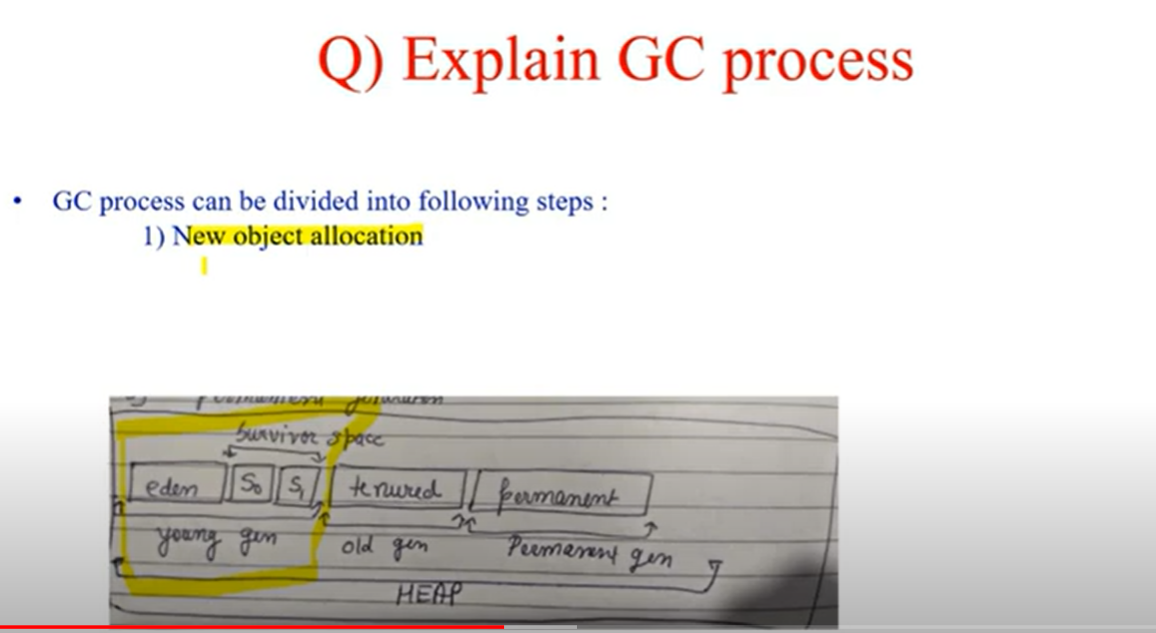 Q) Explain GC process
• GC process can be divided into following steps :
1) New object allocation
Survivor space
eden S0 S1 tenured permanent
young gen old gen Permanent gen
HEAP